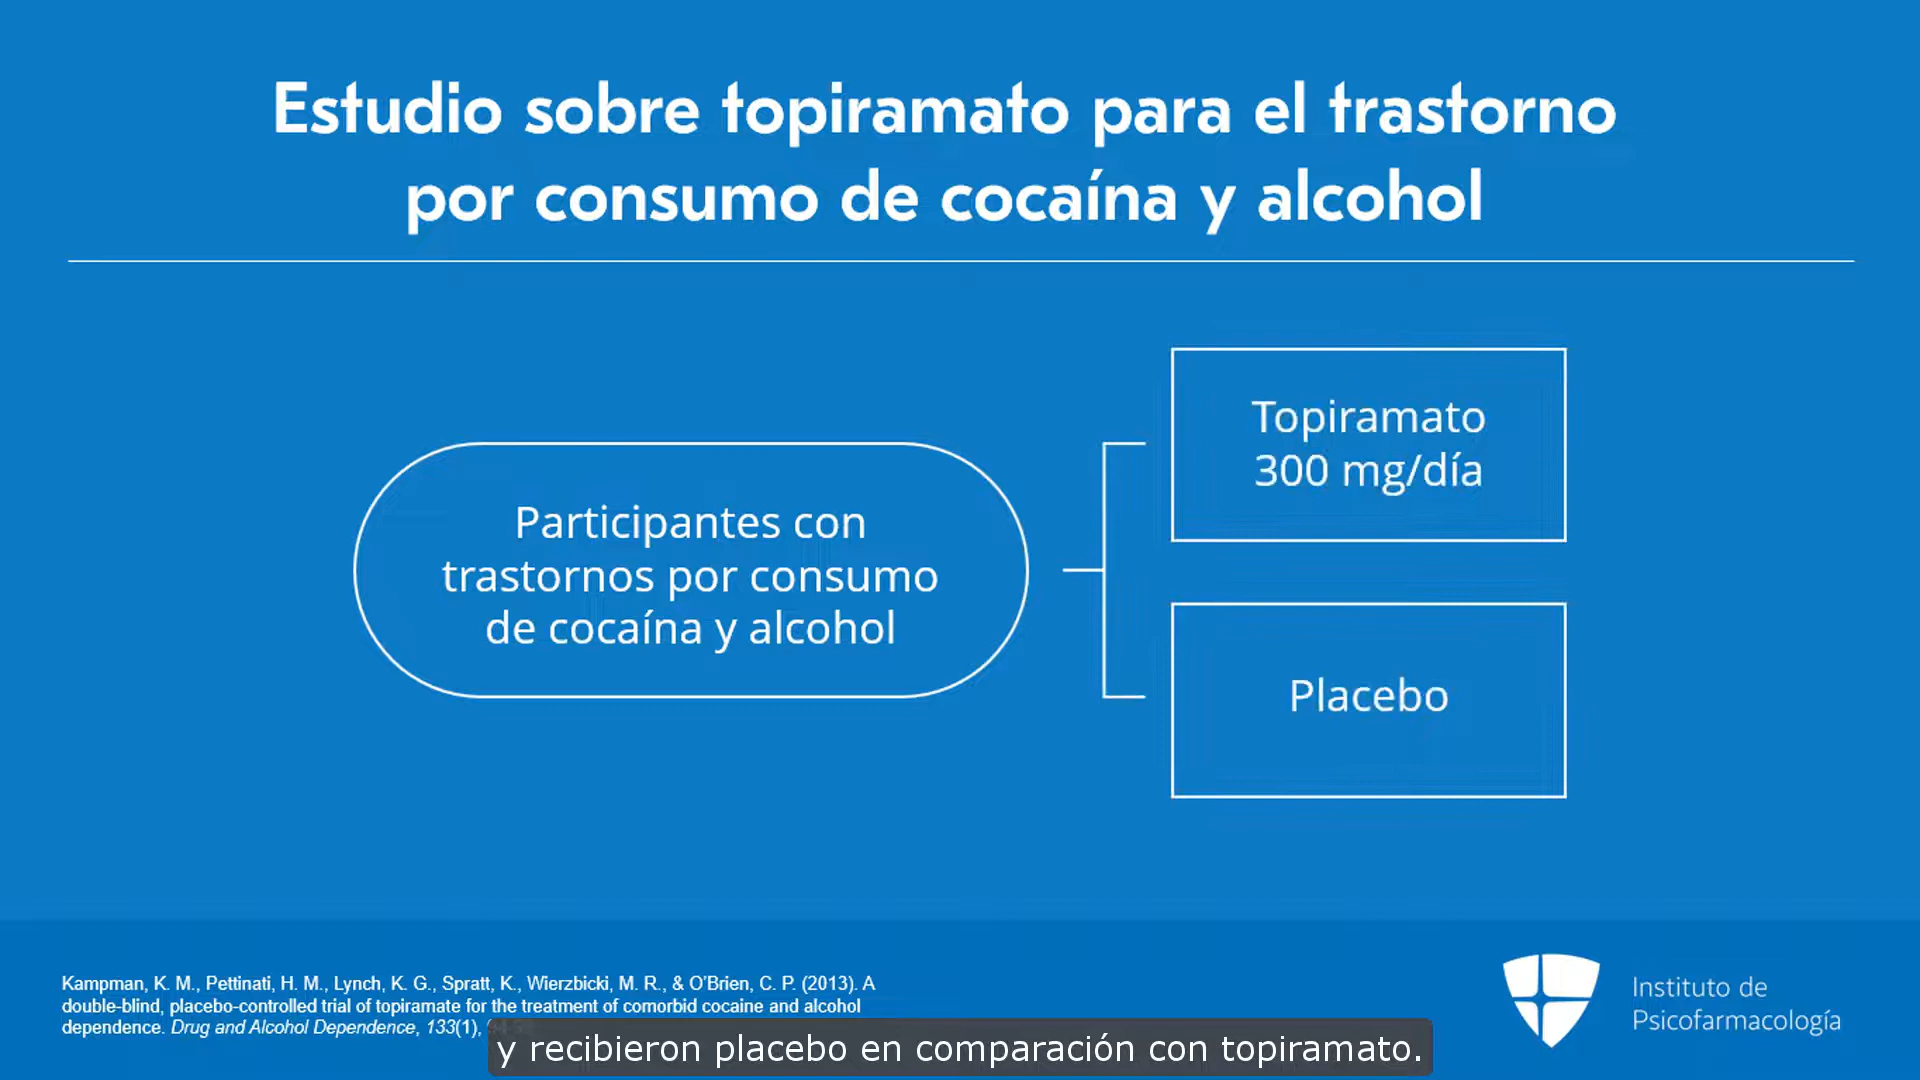 Estudio sobre topiramato para el trastorno
por consumo de cocaína y alcohol
Participantes con
trastornos por consumo
de cocaína y alcohol
Topiramato
300 mg/día
Placebo
Kampman, K. M., Pettinati, H. M., Lynch, K. G., Spratt, K., Wierzbicki, M. R., & O'Brien, C. P. (2013). A
double-blind, placebo-controlled trial of topiramate for the treatment of comorbid cocaine and alcohol
dependence. Drug and Alcohol Dependence, 133(1),
y recibieron placebo en comparación con topiramato.
Instituto de
Psicofarmacología